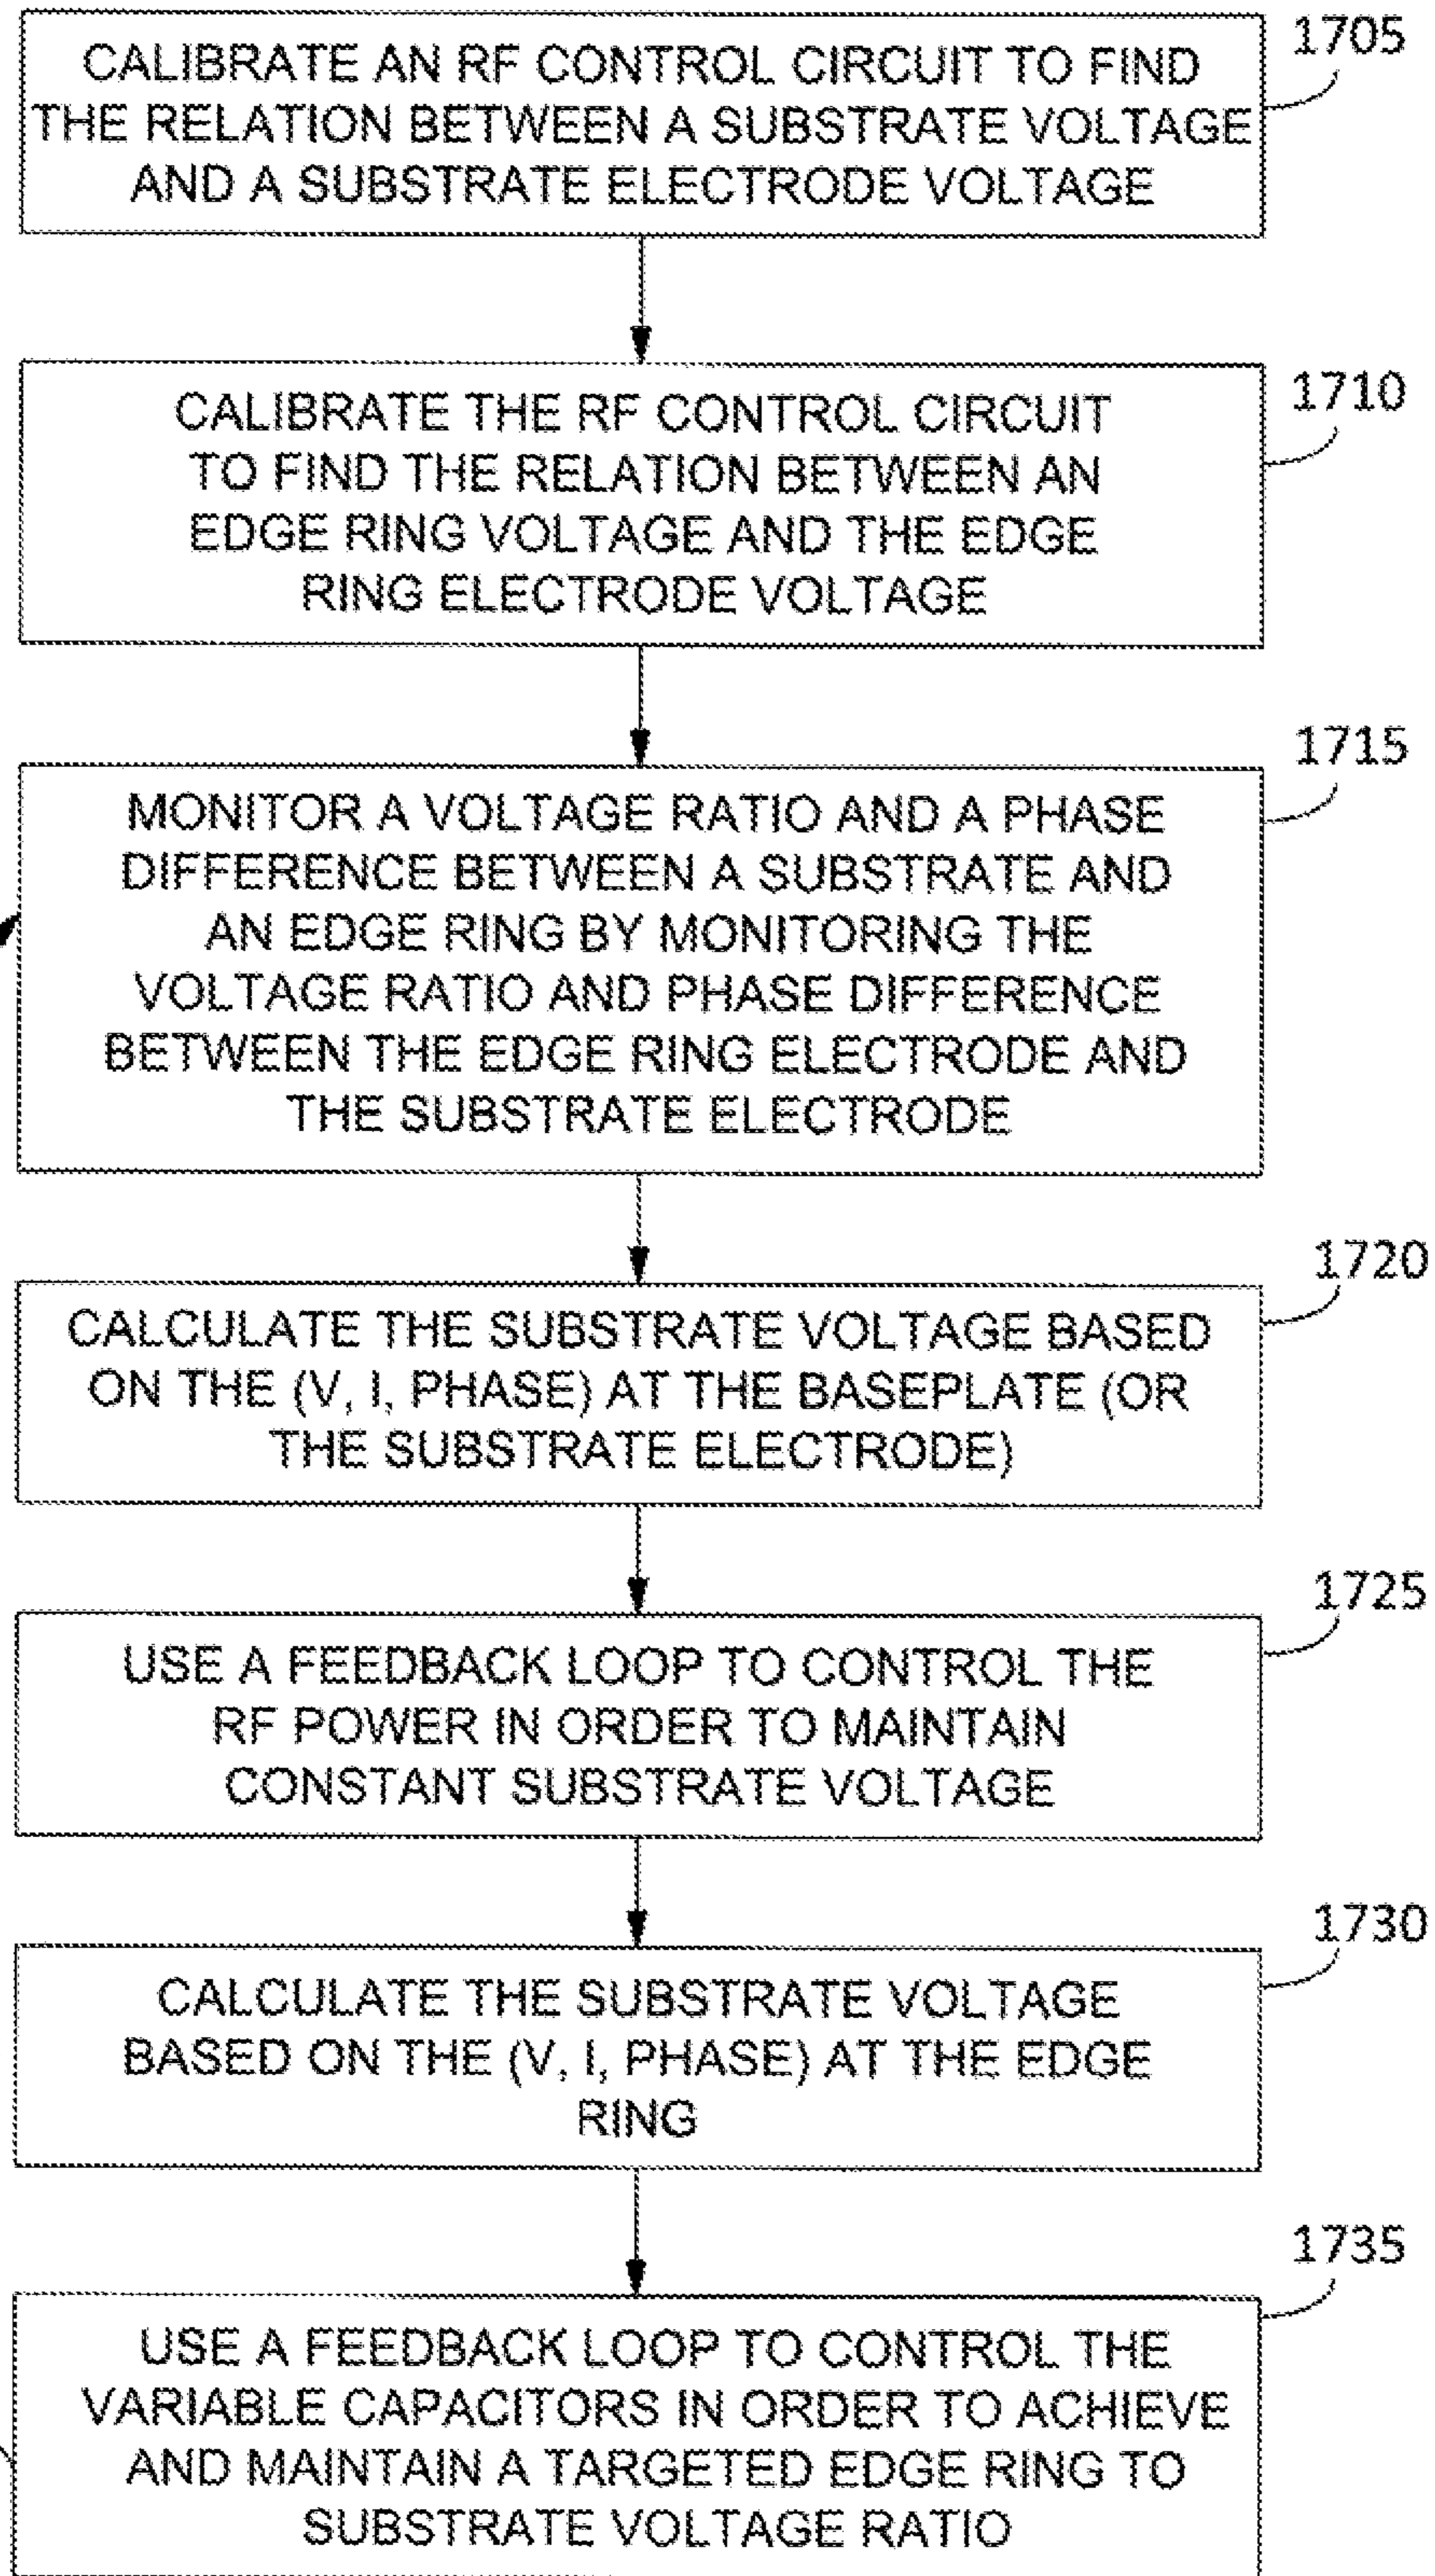 1705
CALIBRATE AN RF CONTROL CIRCUIT TO FIND
THE RELATION BETWEEN A SUBSTRATE VOLTAGE
AND A SUBSTRATE ELECTRODE VOLTAGE
1710
CALIBRATE THE RF CONTROL CIRCUIT
TO FIND THE RELATION BETWEEN AN
EDGE RING VOLTAGE AND THE EDGE
RING ELECTRODE VOLTAGE
1715
MONITOR A VOLTAGE RATIO AND A PHASE
DIFFERENCE BETWEEN A SUBSTRATE AND
AN EDGE RING BY MONITORING THE
VOLTAGE RATIO AND PHASE DIFFERENCE
BETWEEN THE EDGE RING ELECTRODE AND
THE SUBSTRATE ELECTRODE
1720
CALCULATE THE SUBSTRATE VOLTAGE BASED
ON THE (V, I, PHASE) AT THE BASEPLATE (OR
THE SUBSTRATE ELECTRODE)
1725
USE A FEEDBACK LOOP TO CONTROL THE
RF POWER IN ORDER TO MAINTAIN
CONSTANT SUBSTRATE VOLTAGE
1730
CALCULATE THE SUBSTRATE VOLTAGE
BASED ON THE (V, I, PHASE) AT THE EDGE
RING
1735
USE A FEEDBACK LOOP TO CONTROL THE
VARIABLE CAPACITORS IN ORDER TO ACHIEVE
AND MAINTAIN A TARGETED EDGE RING TO
SUBSTRATE VOLTAGE RATIO